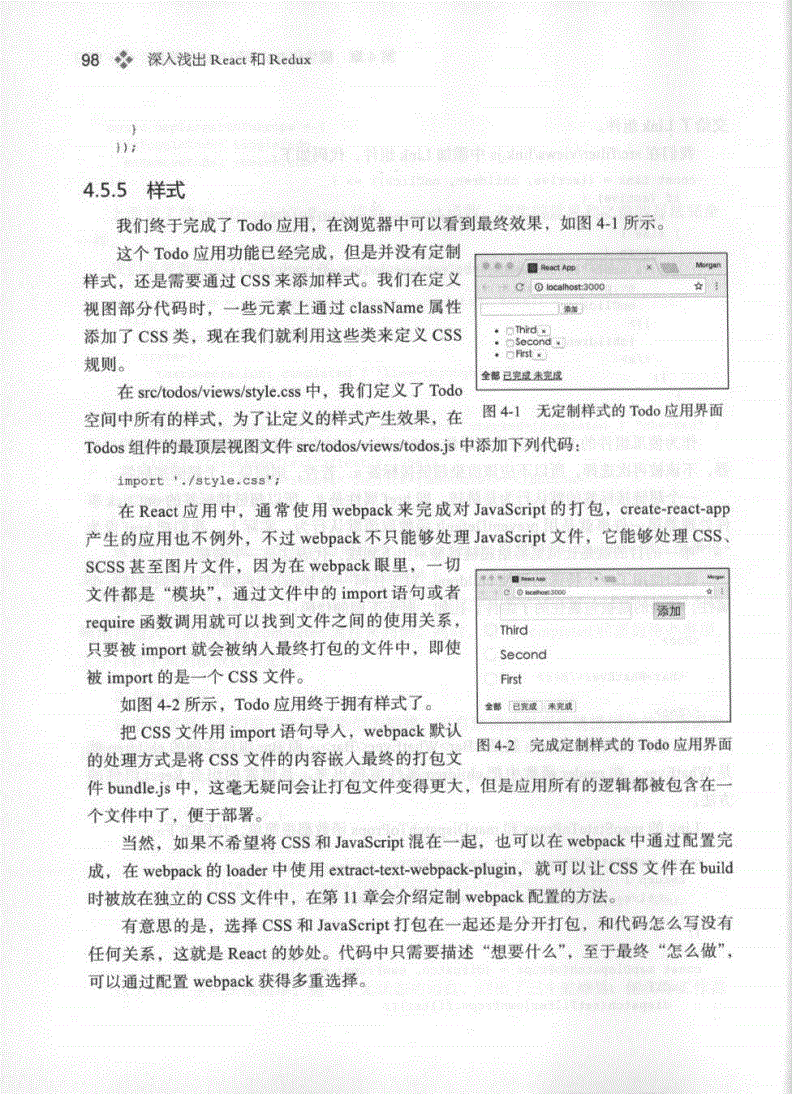 98 深入浅出 React 和 Redux
}
});
4.5.5 样式
我们终于完成了 Todo 应用，在浏览器中可以看到最终效果，如图 4-1 所示。
这个 Todo 应用功能已经完成，但是并没有定制
样式，还是需要通过 CSS 来添加样式。我们在定义
视图部分代码时，一些元素上通过 className 属性
添加了 CSS 类，现在我们就利用这些类来定义 CSS
规则。
React App
Morgan
localhost:3000
添加
Third ×
Second ×
First ×
全部 已完成 未完成
图 4-1 无定制样式的 Todo 应用界面
在 src/todos/views/style.css 中，我们定义了 Todo
空间中所有的样式，为了让定义的样式产生效果，在
Todos 组件的最顶层视图文件 src/todos/views/todos.js 中添加下列代码：
import './style.css';
在 React 应用中，通常使用 webpack 来完成对 JavaScript 的打包，create-react-app
产生的应用也不例外，不过 webpack 不只能够处理 JavaScript 文件，它能够处理 CSS、
SCSS 甚至图片文件，因为在 webpack 眼里，一切
文件都是“模块”，通过文件中的 import 语句或者
require 函数调用就可以找到文件之间的使用关系，
只要被 import 就会被纳入最终打包的文件中，即使
被 import 的是一个 CSS 文件。
如图 4-2 所示，Todo 应用终于拥有样式了。
React App
Morgan
localhost:3000
添加
Third
Second
First
全部 已完成 未完成
图 4-2 完成定制样式的 Todo 应用界面
把 CSS 文件用 import 语句导入，webpack 默认
的处理方式是将 CSS 文件的内容嵌入最终的打包文
件 bundle.js 中，这毫无疑问会让打包文件变得更大，但是应用所有的逻辑都被包含在一
个文件中了，便于部署。
当然，如果不希望将 CSS 和 JavaScript 混在一起，也可以在 webpack 中通过配置完
成，在 webpack 的 loader 中使用 extract-text-webpack-plugin，就可以让 CSS 文件在 build
时被放在独立的 CSS 文件中，在第 11 章会介绍定制 webpack 配置的方法。
有意思的是，选择 CSS 和 JavaScript 打包在一起还是分开打包，和代码怎么写没有
任何关系，这就是 React 的妙处。代码中只需要描述“想要什么”，至于最终“怎么做”，
可以通过配置 webpack 获得多重选择。